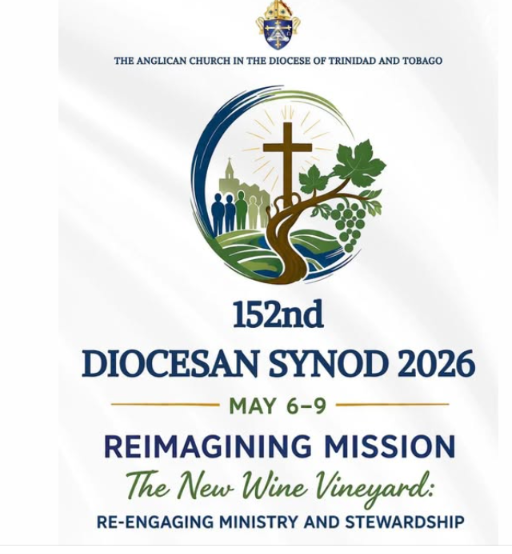 THE ANGLICAN CHURCH IN THE DIOCESE OF TRINIDAD AND TOBAGO
152nd
DIOCESAN SYNOD 2026
MAY 6–9
REIMAGINING MISSION
The New Wine Vineyard:
RE-ENGAGING MINISTRY AND STEWARDSHIP